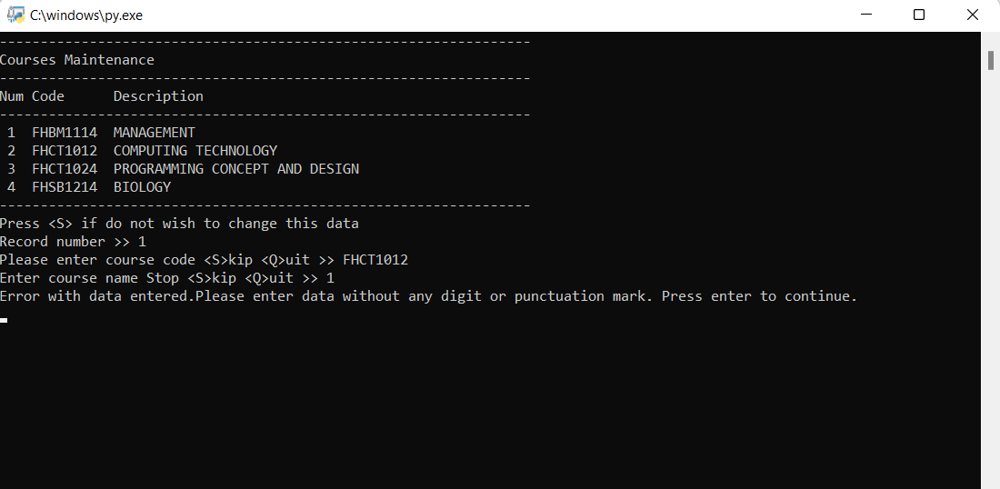 C:\windows\py.exe
-----------------------------------------------------------------
Courses Maintenance
-----------------------------------------------------------------
Num Code      Description
-----------------------------------------------------------------
 1  FHBM1114  MANAGEMENT
 2  FHCT1012  COMPUTING TECHNOLOGY
 3  FHCT1024  PROGRAMMING CONCEPT AND DESIGN
 4  FHSB1214  BIOLOGY
-----------------------------------------------------------------
Press <S> if do not wish to change this data
Record number >> 1
Please enter course code <S>kip <Q>uit >> FHCT1012
Enter course name Stop <S>kip <Q>uit >> 1
Error with data entered.Please enter data without any digit or punctuation mark. Press enter to continue.